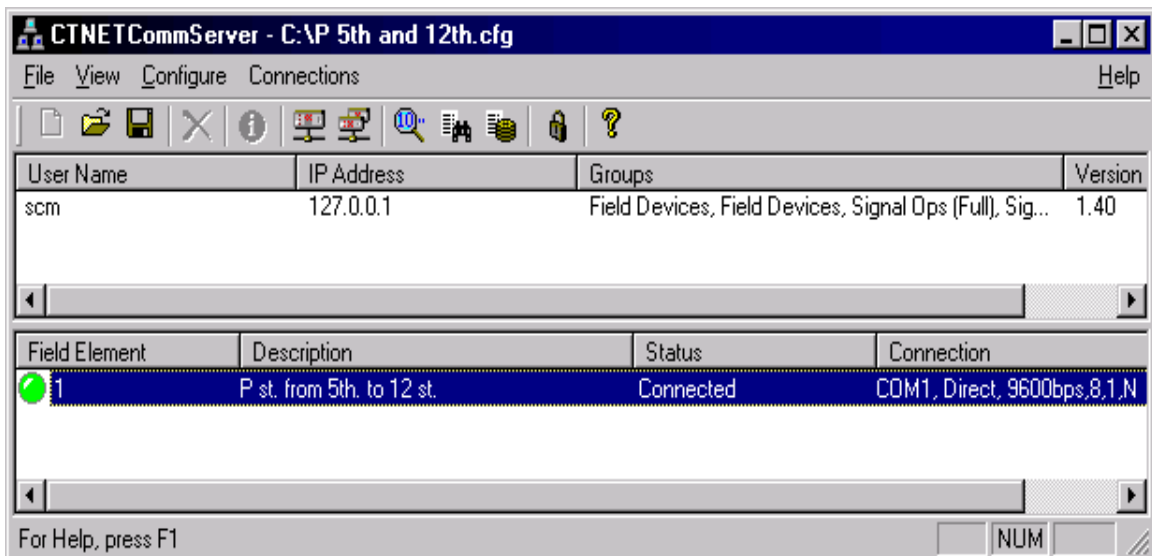 CTNETCommServer - C:\P 5th and 12th.cfg
File View Configure Connections Help
10
User Name IP Address Groups Version
scm 127.0.0.1 Field Devices, Field Devices, Signal Ops (Full), Sig... 1.40
Field Element Description Status Connection
1 P st. from 5th. to 12 st. Connected COM1, Direct, 9600bps,8,1,N
For Help, press F1 NUM